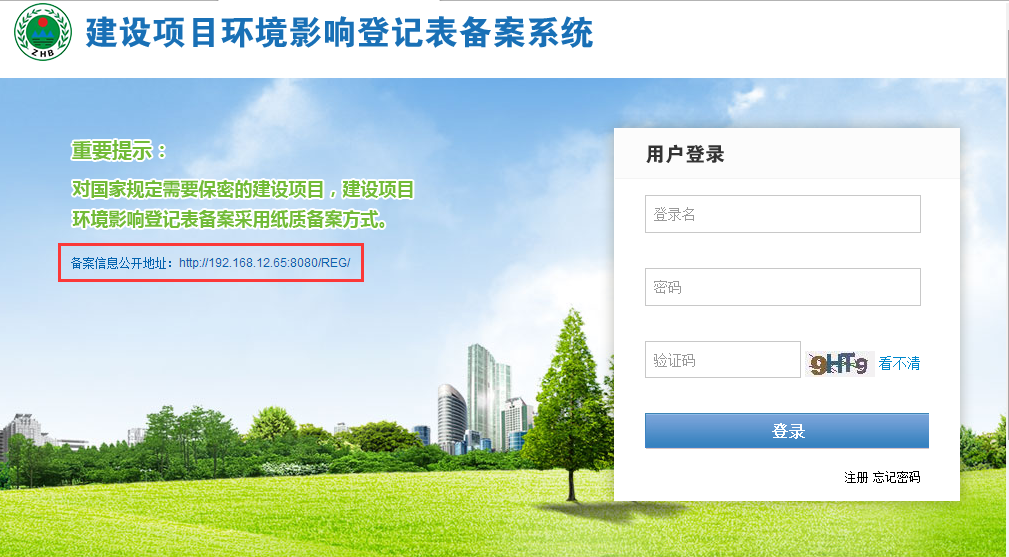 ZHB
建设项目环境影响登记表备案系统
重要提示：
对国家规定需要保密的建设项目，建设项目
环境影响登记表备案采用纸质备案方式。
备案信息公开地址：http://192.168.12.65:8080/REG/
用户登录
登录名
密码
验证码 9HT9 看不清
登录
注册 忘记密码